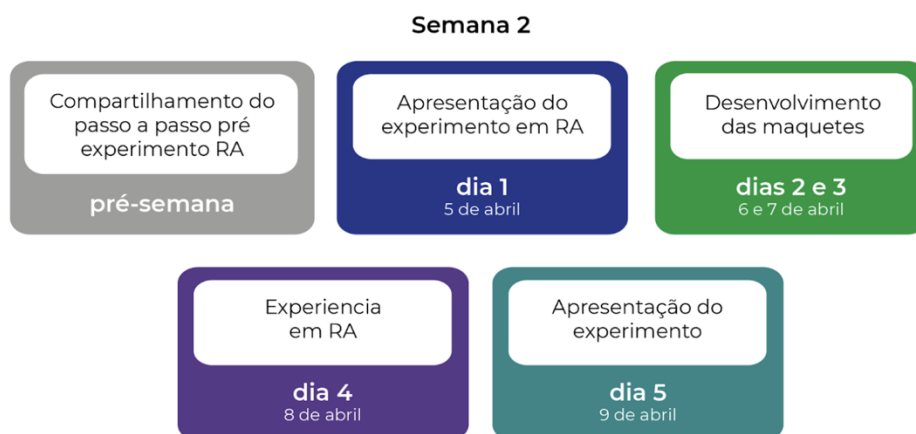 Semana 2
Compartilhamento do
passo a passo pré
experimento RA
pré-semana
Apresentação do
experimento em RA
dia 1
5 de abril
Desenvolvimento
das maquetes
dias 2 e 3
6 e 7 de abril
Experiencia
em RA
dia 4
8 de abril
Apresentação do
experimento
dia 5
9 de abril